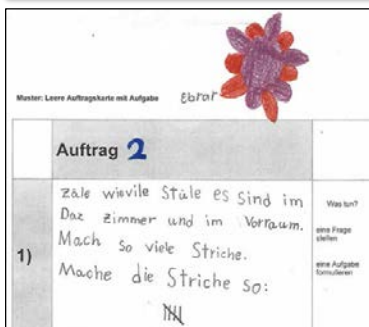 Muster: Leere Auftragskarte mit Aufgabe
Ebrar
Auftrag 2
1)
zäle wievile Stüle es sind im
Daz zimmer und im Vorraum.
Mach so viele Striche.
Mache die Striche so:
Was tun?
eine Frage
stellen
eine Aufgabe
formulieren